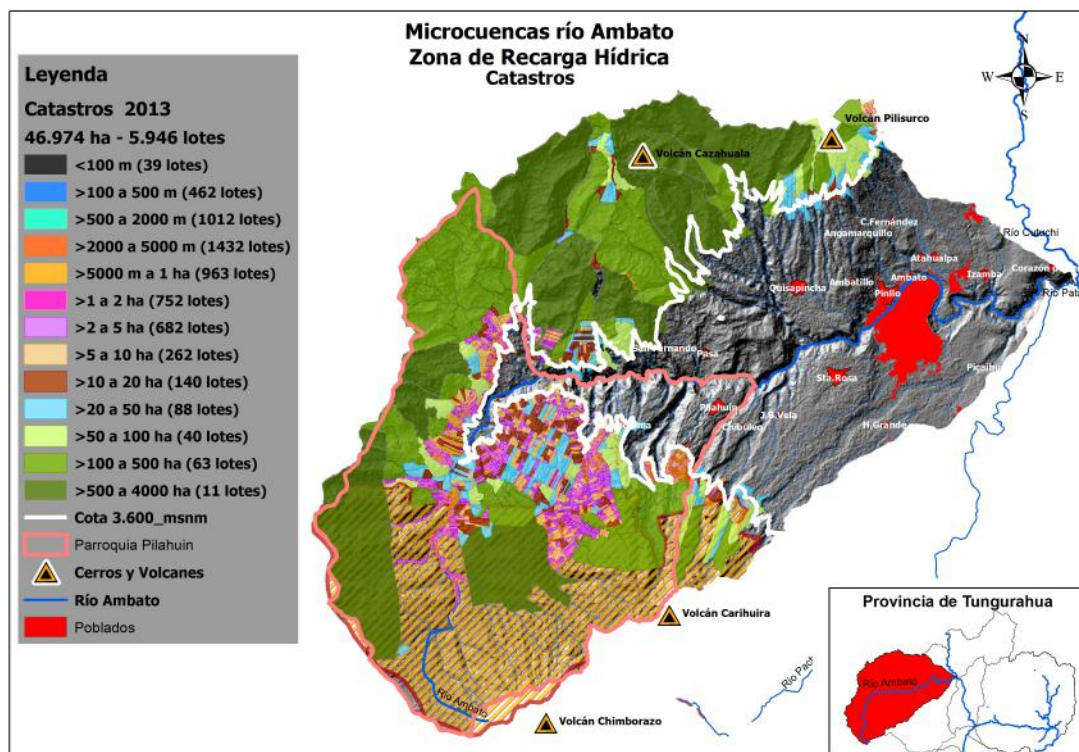 Microcuencas río Ambato
Zona de Recarga Hídrica
Catastros
Leyenda
Catastros 2013
46.974 ha - 5.946 lotes
<100 m (39 lotes)
>100 a 500 m (462 lotes)
>500 a 2000 m (1012 lotes)
>2000 a 5000 m (1432 lotes)
>5000 m a 1 ha (963 lotes)
>1 a 2 ha (752 lotes)
>2 a 5 ha (682 lotes)
>5 a 10 ha (262 lotes)
>10 a 20 ha (140 lotes)
>20 a 50 ha (88 lotes)
>50 a 100 ha (40 lotes)
>100 a 500 ha (63 lotes)
>500 a 4000 ha (11 lotes)
Cota 3.600_msnm
Parroquia Pilahuin
Cerros y Volcanes
Río Ambato
Poblados
N
W
E
S
Volcán Pilisurco
Volcán Cazahuala
C.Fernández
Angamarquillo
Río Culuchi
Atahualpa
Ambato
Izamba
Corazón
Quisapincha
Ambatillo
Pinllo
Río Pat
Fernando
Pasa
Sta.Rosa
Pilahuin
J.B.Vela
Chibuleo
H.Grande
Volcán Carihuira
Río Ambato
Volcán Chimborazo
Río Pach
Provincia de Tungurahua
Río Ambato